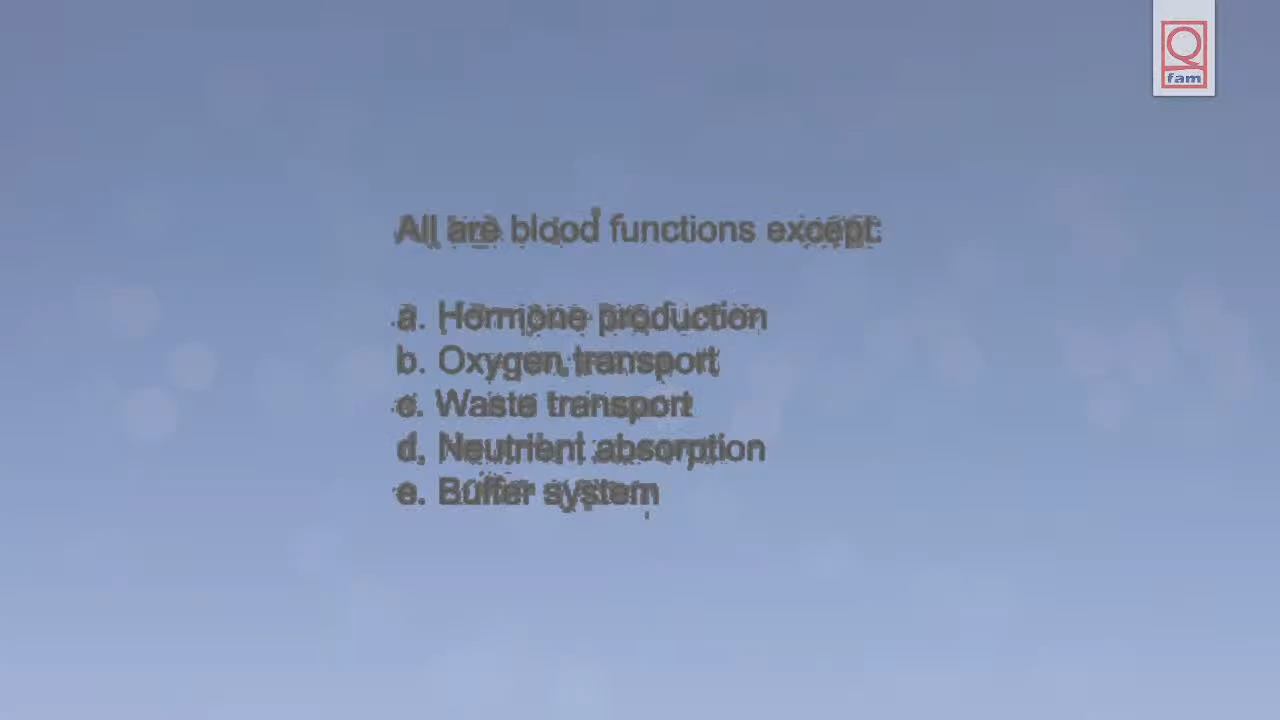 Q
fam
All are blood functions except:
a. Hormone production
b. Oxygen transport
c. Waste transport
d. Neutrient absorption
e. Buffer system